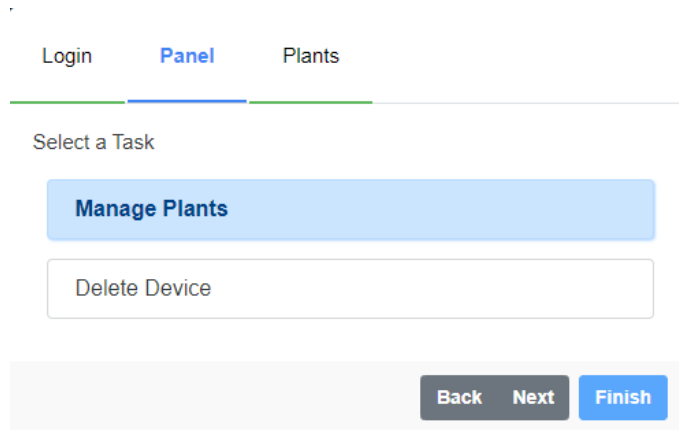 Login Panel Plants
Select a Task
Manage Plants
Delete Device
Back Next Finish